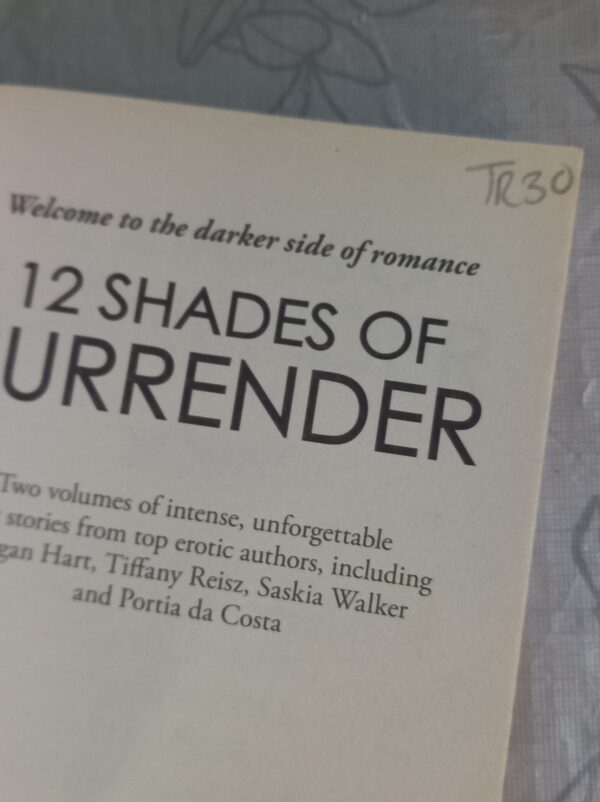 TR30
Welcome to the darker side of romance
12 SHADES OF
URRENDER
Two volumes of intense, unforgettable
stories from top erotic authors, including
gan Hart, Tiffany Reisz, Saskia Walker
and Portia da Costa